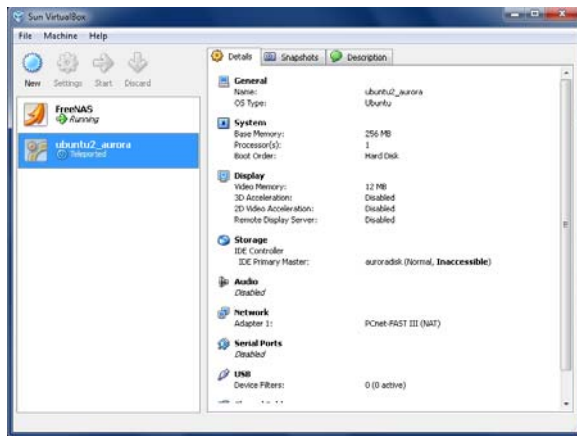 Sun VirtualBox
File Machine Help
New Settings Start Discard
FreeNAS
Running
ubuntu2_aurora
Teleported
Details Snapshots Description
General
Name: ubuntu2_aurora
OS Type: Ubuntu
System
Base Memory: 256 MB
Processor(s): 1
Boot Order: Hard Disk
Display
Video Memory: 12 MB
3D Acceleration: Disabled
2D Video Acceleration: Disabled
Remote Display Server: Disabled
Storage
IDE Controller
IDE Primary Master: auroradisk (Normal, Inaccessible)
Audio
Disabled
Network
Adapter 1: PCnet-FAST III (NAT)
Serial Ports
Disabled
USB
Device Filters: 0 (0 active)